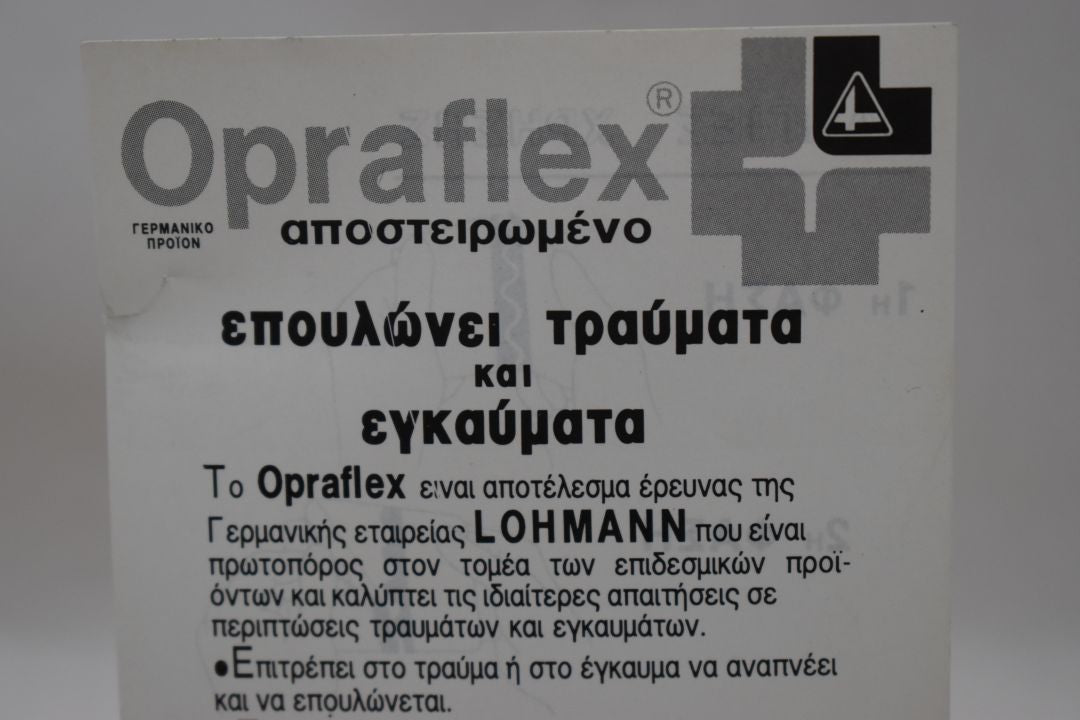 Opraflex®
ΓΕΡΜΑΝΙΚΟ
ΠΡΟΪΟΝ
αποστειρωμένο
επουλώνει τραύματα
και
εγκαύματα
Το Opraflex ειναι αποτέλεσμα έρευνας της
Γερμανικής εταιρείας LOHMANN που είναι
πρωτοπόρος στον τομέα των επιδεσμικών προϊ-
όντων και καλύπτει τις ιδιαίτερες απαιτήσεις σε
περιπτώσεις τραυμάτων και εγκαυμάτων.
•Επιτρέπει στο τραύμα ή στο έγκαυμα να αναπνέει
και να επουλώνεται.